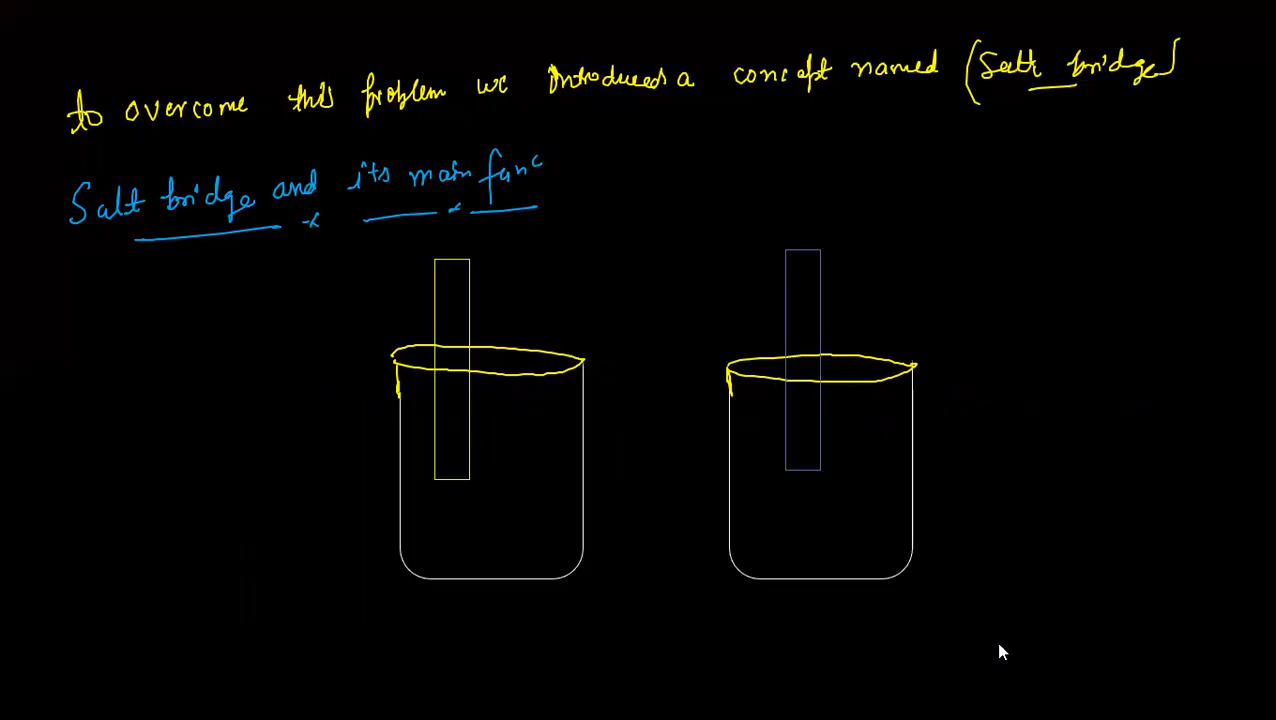 to overcome this problem we introduced a concept named (Salt bridge)
Salt bridge and its main func